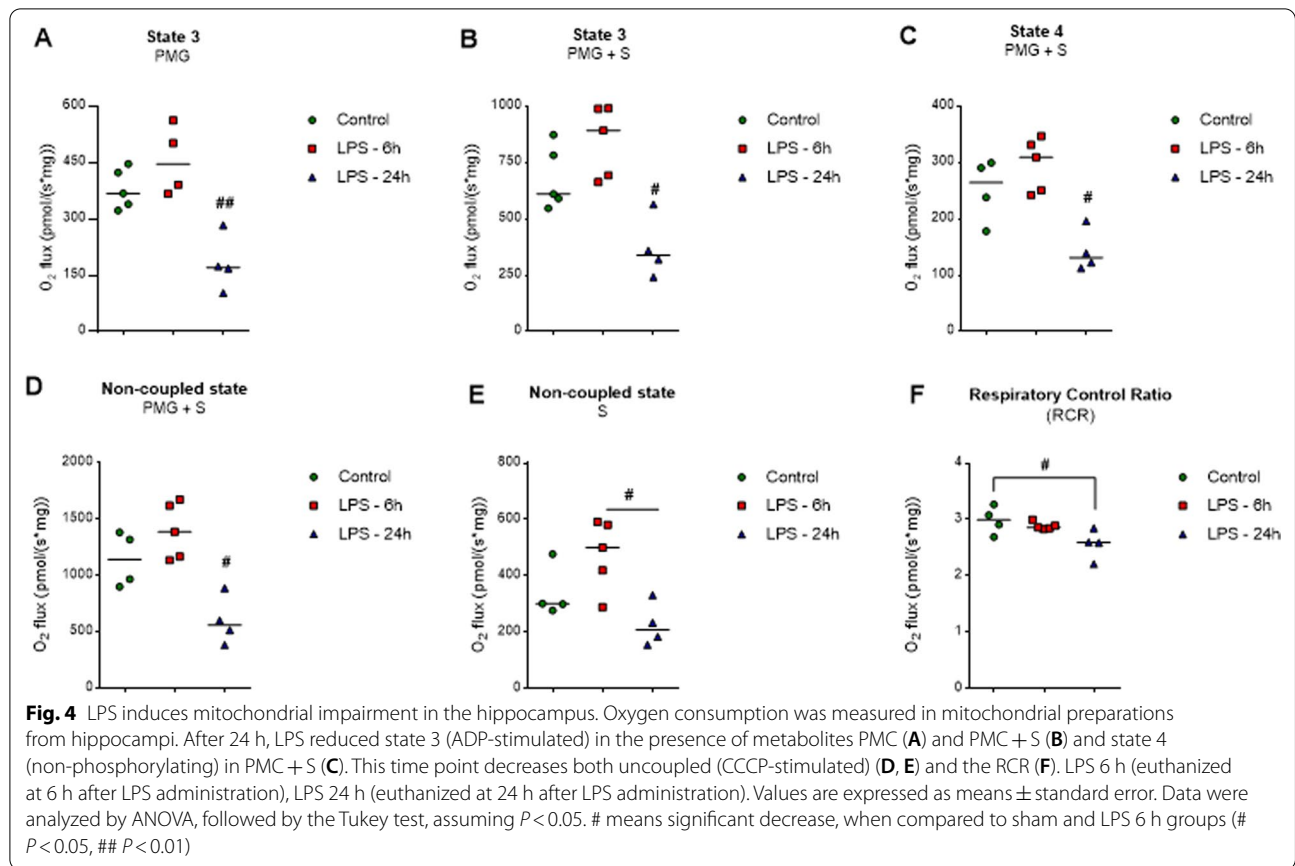 A
State 3
PMG
600
450
300
150
0
O₂ flux (pmol/(s*mg))
##
Control
LPS - 6h
LPS - 24h
B
State 3
PMG + S
1000
750
500
250
0
O₂ flux (pmol/(s*mg))
#
Control
LPS - 6h
LPS - 24h
C
State 4
PMG + S
400
300
200
100
0
O₂ flux (pmol/(s*mg))
#
Control
LPS - 6h
LPS - 24h
D
Non-coupled state
PMG + S
2000
1500
1000
500
0
O₂ flux (pmol/(s*mg))
#
Control
LPS - 6h
LPS - 24h
E
Non-coupled state
S
800
600
400
200
0
O₂ flux (pmol/(s*mg))
#
Control
LPS - 6h
LPS - 24h
F
Respiratory Control Ratio
(RCR)
4
3
2
1
0
O₂ flux (pmol/(s*mg))
#
Control
LPS - 6h
LPS - 24h
Fig. 4 LPS induces mitochondrial impairment in the hippocampus. Oxygen consumption was measured in mitochondrial preparations
from hippocampi. After 24 h, LPS reduced state 3 (ADP-stimulated) in the presence of metabolites PMC (A) and PMC + S (B) and state 4
(non-phosphorylating) in PMC + S (C). This time point decreases both uncoupled (CCCP-stimulated) (D, E) and the RCR (F). LPS 6 h (euthanized
at 6 h after LPS administration), LPS 24 h (euthanized at 24 h after LPS administration). Values are expressed as means ± standard error. Data were
analyzed by ANOVA, followed by the Tukey test, assuming P < 0.05. # means significant decrease, when compared to sham and LPS 6 h groups (#
P < 0.05, ## P < 0.01)